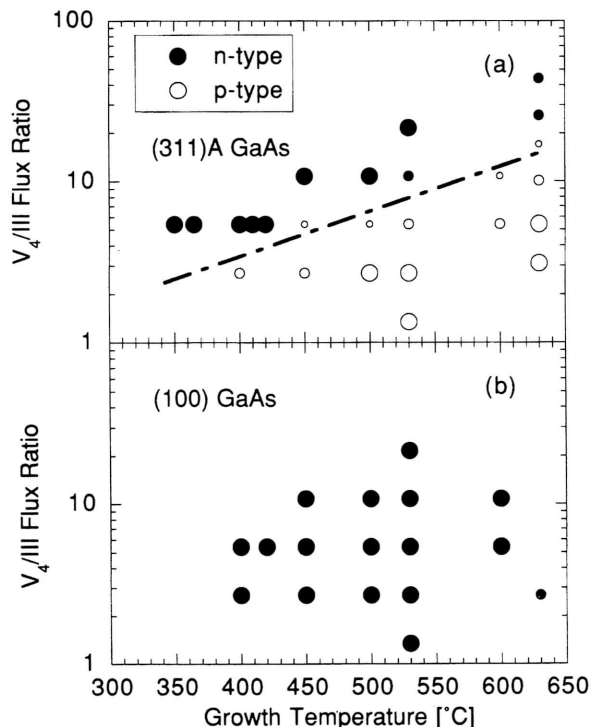 100
n-type
p-type
(a)
(311)A GaAs
V₄/III Flux Ratio
10
1
(b)
(100) GaAs
V₄/III Flux Ratio
10
1
300 350 400 450 500 550 600 650
Growth Temperature [°C]